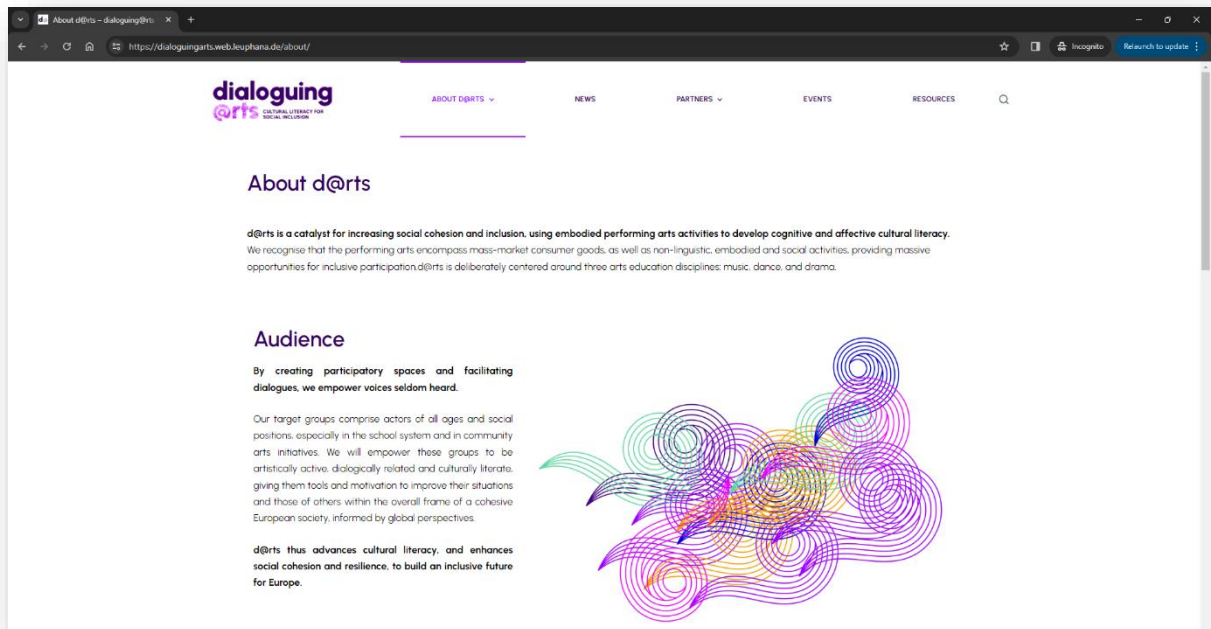 About d@rts – dialoguing@rts
Incognito
Relaunch to update
https://dialoguingarts.web.leuphana.de/about/
dialoguing
@rts CULTURAL LITERACY FOR
SOCIAL INCLUSION
ABOUT D@RTS
NEWS
PARTNERS
EVENTS
RESOURCES
About d@rts
d@rts is a catalyst for increasing social cohesion and inclusion, using embodied performing arts activities to develop cognitive and affective cultural literacy.
We recognise that the performing arts encompass mass-market consumer goods, as well as non-linguistic, embodied and social activities, providing massive
opportunities for inclusive participation.d@rts is deliberately centered around three arts education disciplines: music, dance, and drama.
Audience
By creating participatory spaces and facilitating
dialogues, we empower voices seldom heard.
Our target groups comprise actors of all ages and social
positions, especially in the school system and in community
arts initiatives. We will empower these groups to be
artistically active, dialogically related and culturally literate,
giving them tools and motivation to improve their situations
and those of others within the overall frame of a cohesive
European society, informed by global perspectives.
d@rts thus advances cultural literacy, and enhances
social cohesion and resilience, to build an inclusive future
for Europe.